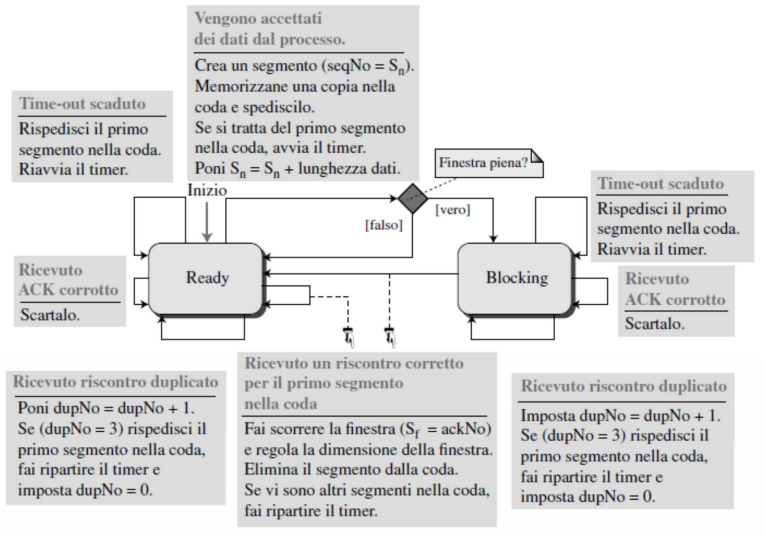 Vengono accettati
dei dati dal processo.
Crea un segmento (seqNo = Sn).
Memorizzane una copia nella
coda e spediscilo.
Se si tratta del primo segmento
nella coda, avvia il timer.
Poni Sn = Sn + lunghezza dati.
Time-out scaduto
Rispedisci il primo
segmento nella coda.
Riavvia il timer.
Inizio
Finestra piena?
[falso]
[vero]
Time-out scaduto
Rispedisci il primo
segmento nella coda.
Riavvia il timer.
Ready
Blocking
Ricevuto
ACK corrotto
Scartalo.
Ricevuto
ACK corrotto
Scartalo.
Ricevuto riscontro duplicato
Poni dupNo = dupNo + 1.
Se (dupNo = 3) rispedisci il
primo segmento nella coda,
fai ripartire il timer e
imposta dupNo = 0.
Ricevuto un riscontro corretto
per il primo segmento
nella coda
Fai scorrere la finestra (Sf = ackNo)
e regola la dimensione della finestra.
Elimina il segmento dalla coda.
Se vi sono altri segmenti nella coda,
fai ripartire il timer.
Ricevuto riscontro duplicato
Imposta dupNo = dupNo + 1.
Se (dupNo = 3) rispedisci il
primo segmento nella coda,
fai ripartire il timer e
imposta dupNo = 0.